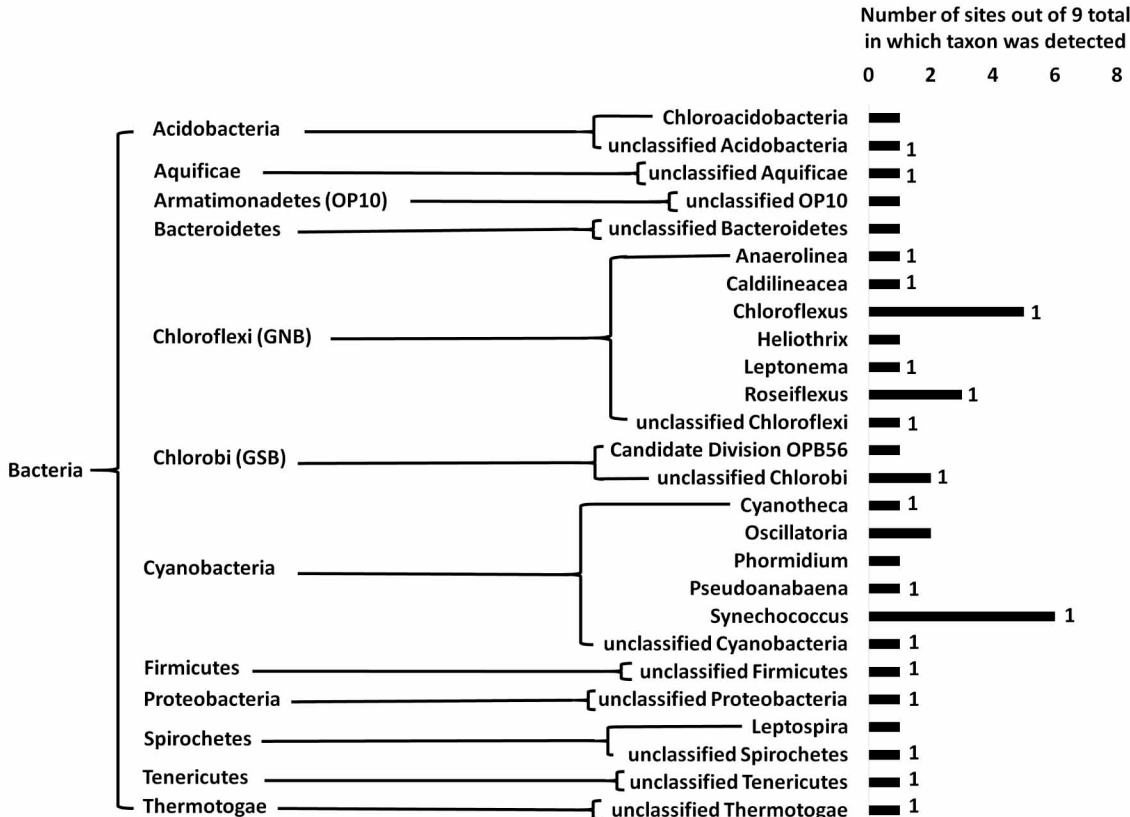 Number of sites out of 9 total
in which taxon was detected
0 2 4 6 8
Chloroacidobacteria
Acidobacteria
unclassified Acidobacteria 1
Aquificae unclassified Aquificae 1
Armatimonadetes (OP10) unclassified OP10
Bacteroidetes unclassified Bacteroidetes
Anaerolinea 1
Caldilineacea 1
Chloroflexus 1
Chloroflexi (GNB) Heliothrix
Leptonema 1
Roseiflexus 1
unclassified Chloroflexi 1
Candidate Division OPB56
Chlorobi (GSB)
Bacteria unclassified Chlorobi 1
Cyanotheca 1
Oscillatoria
Phormidium
Cyanobacteria
Pseudoanabaena 1
Synechococcus 1
unclassified Cyanobacteria 1
Firmicutes unclassified Firmicutes 1
Proteobacteria unclassified Proteobacteria 1
Leptospira
Spirochetes
unclassified Spirochetes 1
Tenericutes unclassified Tenericutes 1
Thermotogae unclassified Thermotogae 1